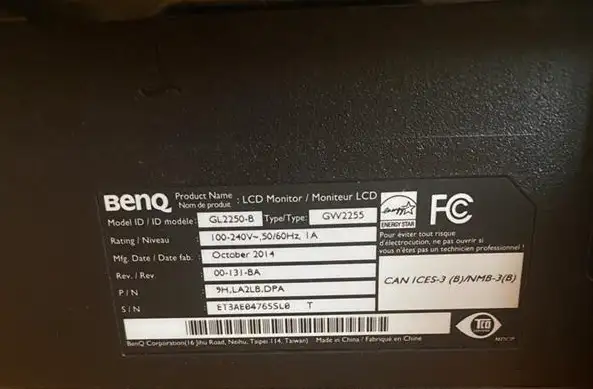 BenQ Product Name : LCD Monitor / Moniteur LCD
Nom de produit
Model ID / ID modèle: GL2250-B Type/Type: GW2255
Rating / Niveau 100-240V~,50/60Hz, 1A
Mfg. Date / Date fab. : October 2014
Rev. / Rev. 00-131-BA
P / N 9H.LA2LB.DPA
S / N ET3AE04765SL0 T
BenQ Corporation(16 Jihu Road, Neihu, Taipei 114, Taiwan) Made in China / Fabriqué en Chine
ENERGY STAR
FC
Pour éviter tout risque
d'électrocution, ne pas ouvrir si
vous n'êtes pas un technicien professionnel !
CAN ICES-3 (B)/NMB-3(B)
TCO